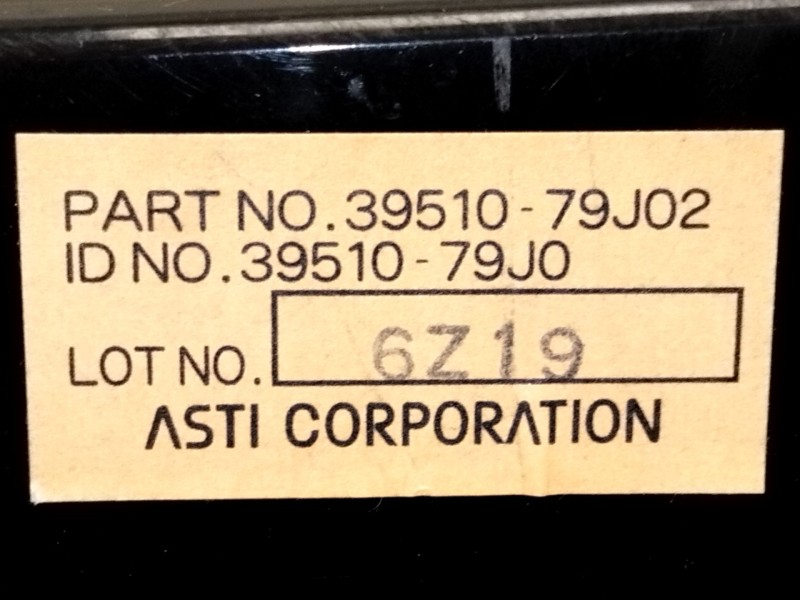 PART NO. 39510-79J02
ID NO. 39510-79J0
LOT NO. 6Z19
ASTI CORPORATION